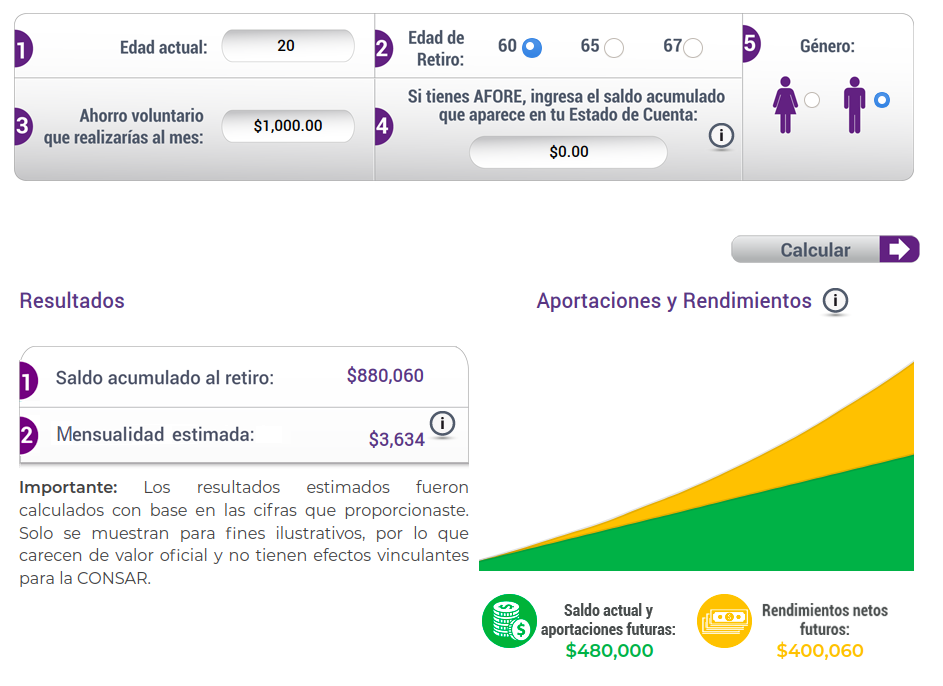 1
Edad actual:
20
2
Edad de
Retiro:
60
65
67
5
Género:
3
Ahorro voluntario
que realizarías al mes:
$1,000.00
4
Si tienes AFORE, ingresa el saldo acumulado
que aparece en tu Estado de Cuenta:
i
$0.00
Calcular
Resultados
Aportaciones y Rendimientos
i
1
Saldo acumulado al retiro:
$880,060
2
Mensualidad estimada:
$3,634
i
Importante: Los resultados estimados fueron
calculados con base en las cifras que proporcionaste.
Solo se muestran para fines ilustrativos, por lo que
carecen de valor oficial y no tienen efectos vinculantes
para la CONSAR.
Saldo actual y
aportaciones futuras:
$480,000
Rendimientos netos
futuros:
$400,060